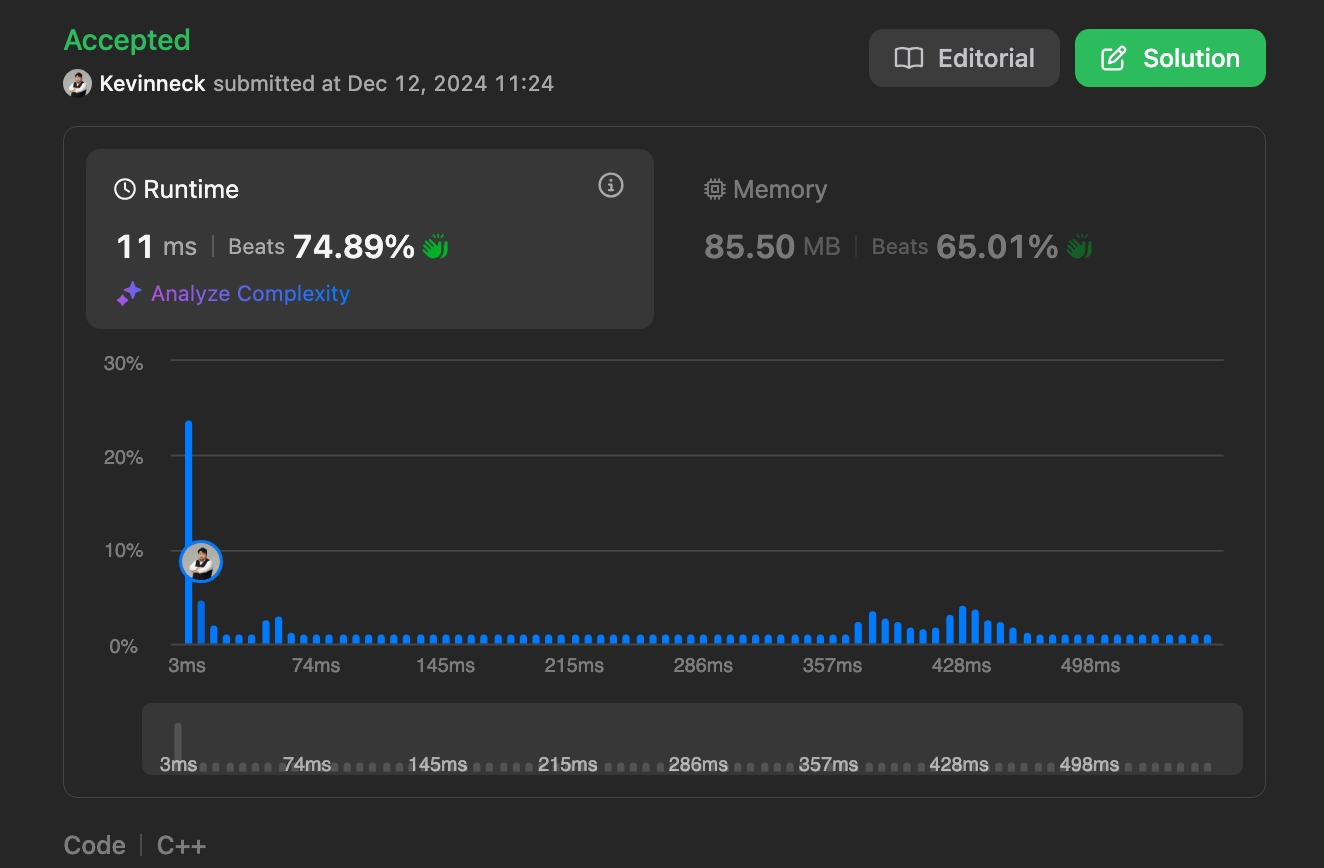 Accepted
Kevinneck submitted at Dec 12, 2024 11:24
Editorial
Solution
Runtime
11 ms | Beats 74.89%
Analyze Complexity
Memory
85.50 MB | Beats 65.01%
30%
20%
10%
0%
3ms 74ms 145ms 215ms 286ms 357ms 428ms 498ms
3ms 74ms 145ms 215ms 286ms 357ms 428ms 498ms
Code | C++